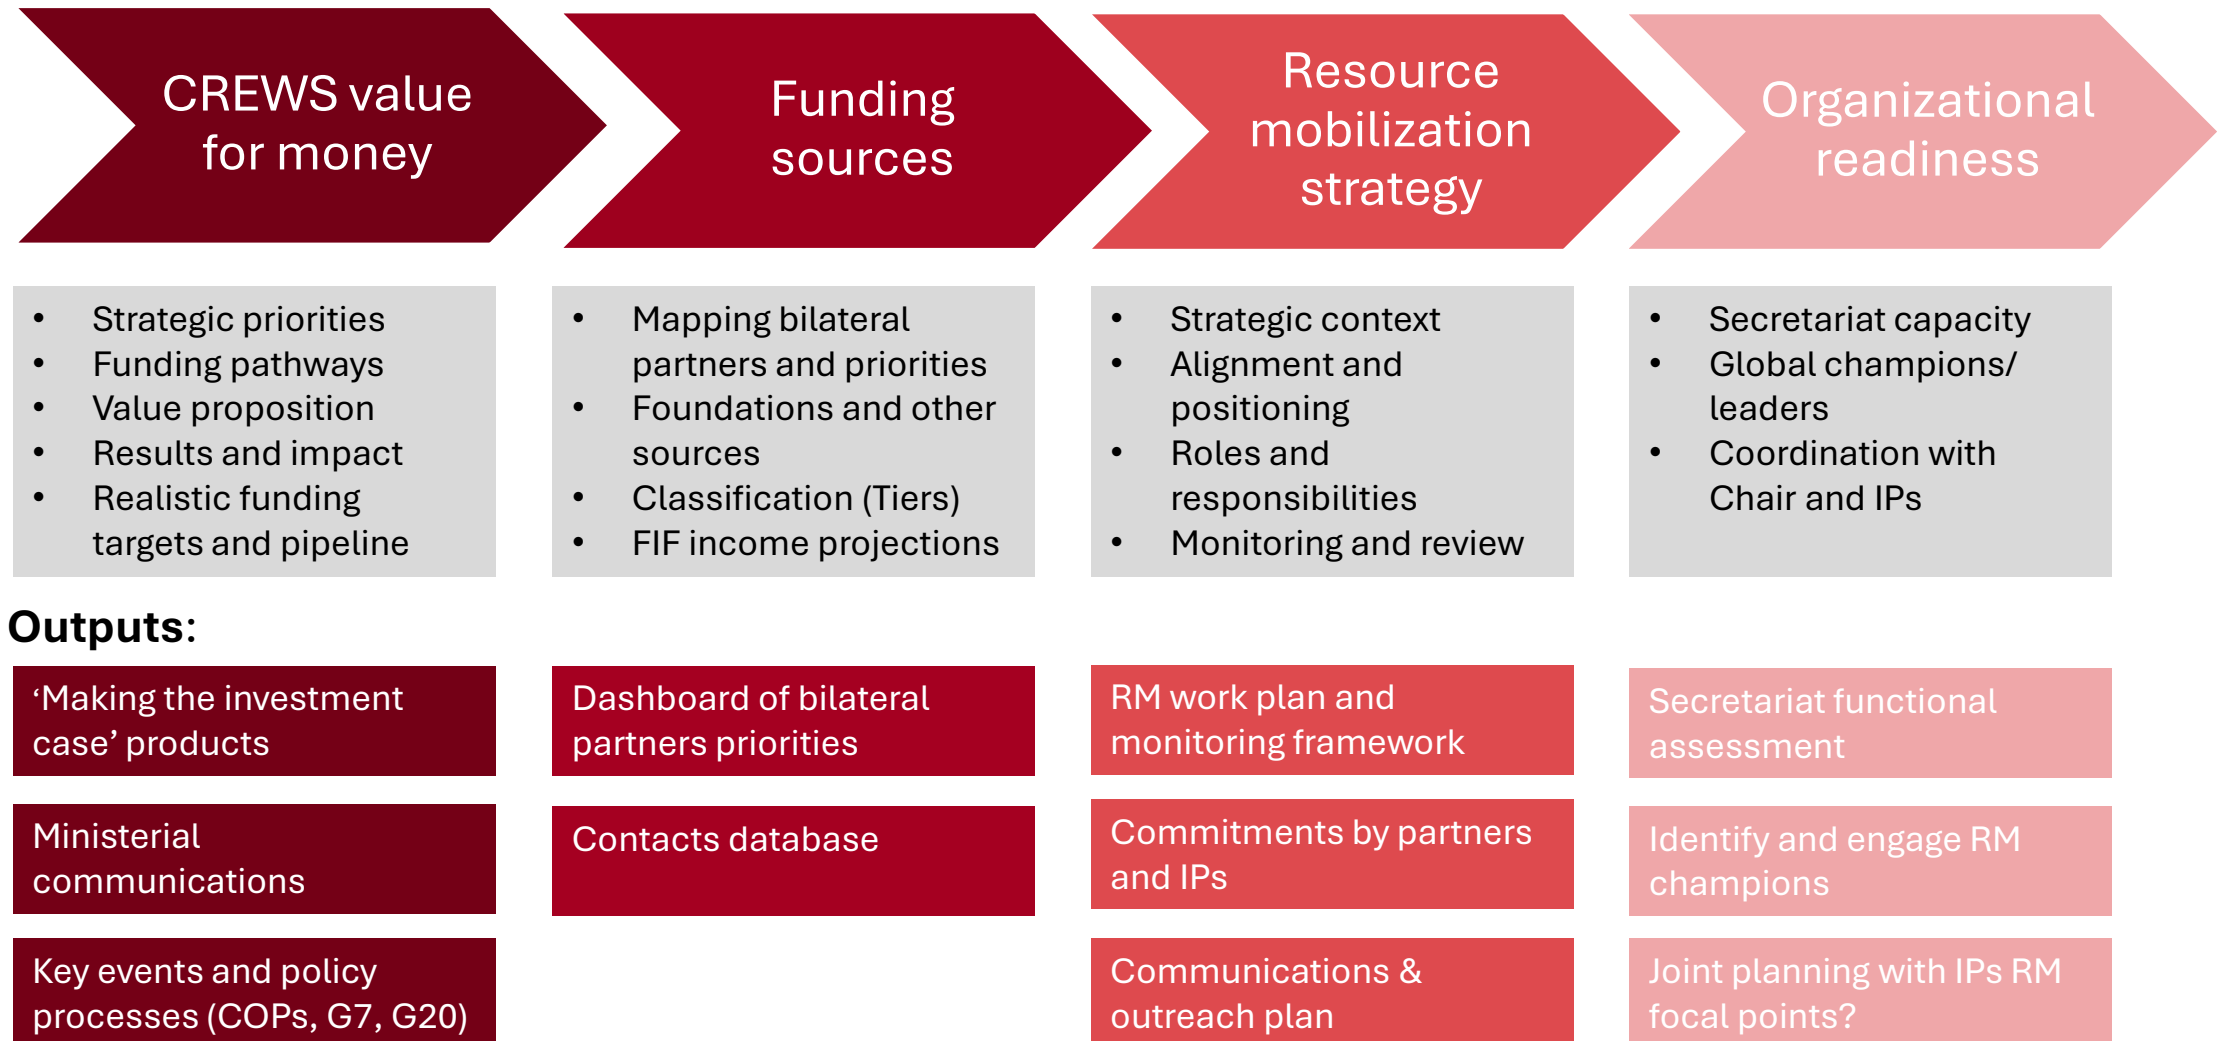 CREWS value
for money
Funding
sources
Resource
mobilization
strategy
Organizational
readiness
• Strategic priorities
• Funding pathways
• Value proposition
• Results and impact
• Realistic funding
targets and pipeline
• Mapping bilateral
partners and priorities
• Foundations and other
sources
• Classification (Tiers)
• FIF income projections
• Strategic context
• Alignment and
positioning
• Roles and
responsibilities
• Monitoring and review
• Secretariat capacity
• Global champions/
leaders
• Coordination with
Chair and IPs
Outputs:
‘Making the investment
case’ products
Ministerial
communications
Key events and policy
processes (COPs, G7, G20)
Dashboard of bilateral
partners priorities
Contacts database
RM work plan and
monitoring framework
Commitments by partners
and IPs
Communications &
outreach plan
Secretariat functional
assessment
Identify and engage RM
champions
Joint planning with IPs RM
focal points?